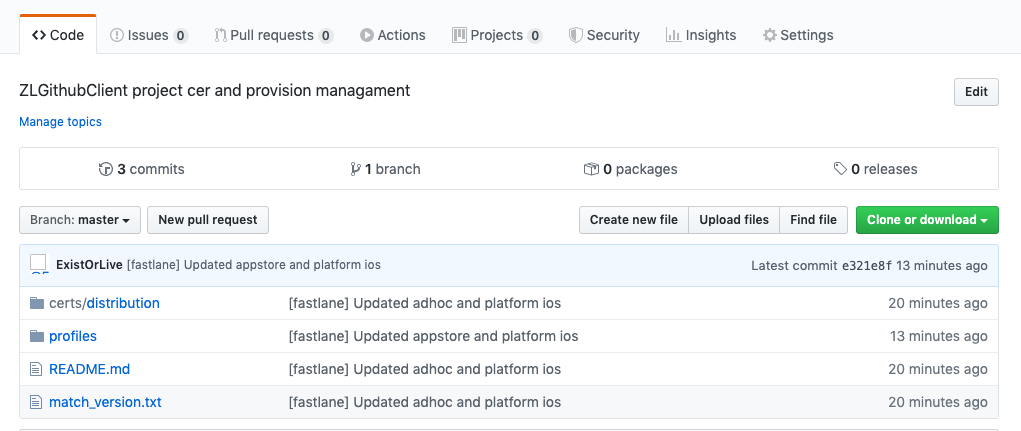 Code Issues 0 Pull requests 0 Actions Projects 0 Security Insights Settings
ZLGithubClient project cer and provision managament Edit
Manage topics
3 commits 1 branch 0 packages 0 releases
Branch: master New pull request Create new file Upload files Find file Clone or download
ExistOrLive [fastlane] Updated appstore and platform ios Latest commit e321e8f 13 minutes ago
certs/distribution [fastlane] Updated adhoc and platform ios 20 minutes ago
profiles [fastlane] Updated appstore and platform ios 13 minutes ago
README.md [fastlane] Updated adhoc and platform ios 20 minutes ago
match_version.txt [fastlane] Updated adhoc and platform ios 20 minutes ago